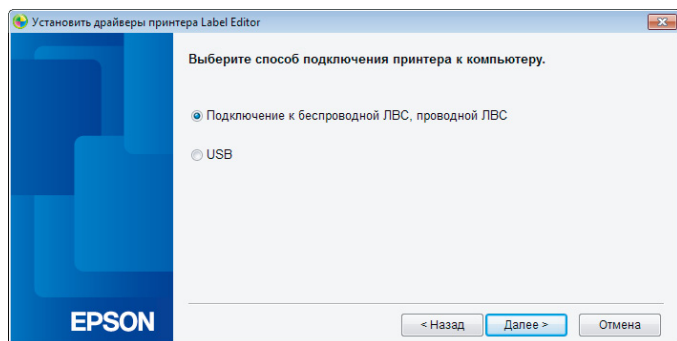 Установить драйверы принтера Label Editor
Выберите способ подключения принтера к компьютеру.
Подключение к беспроводной ЛВС, проводной ЛВС
USB
EPSON
< Назад
Далее >
Отмена